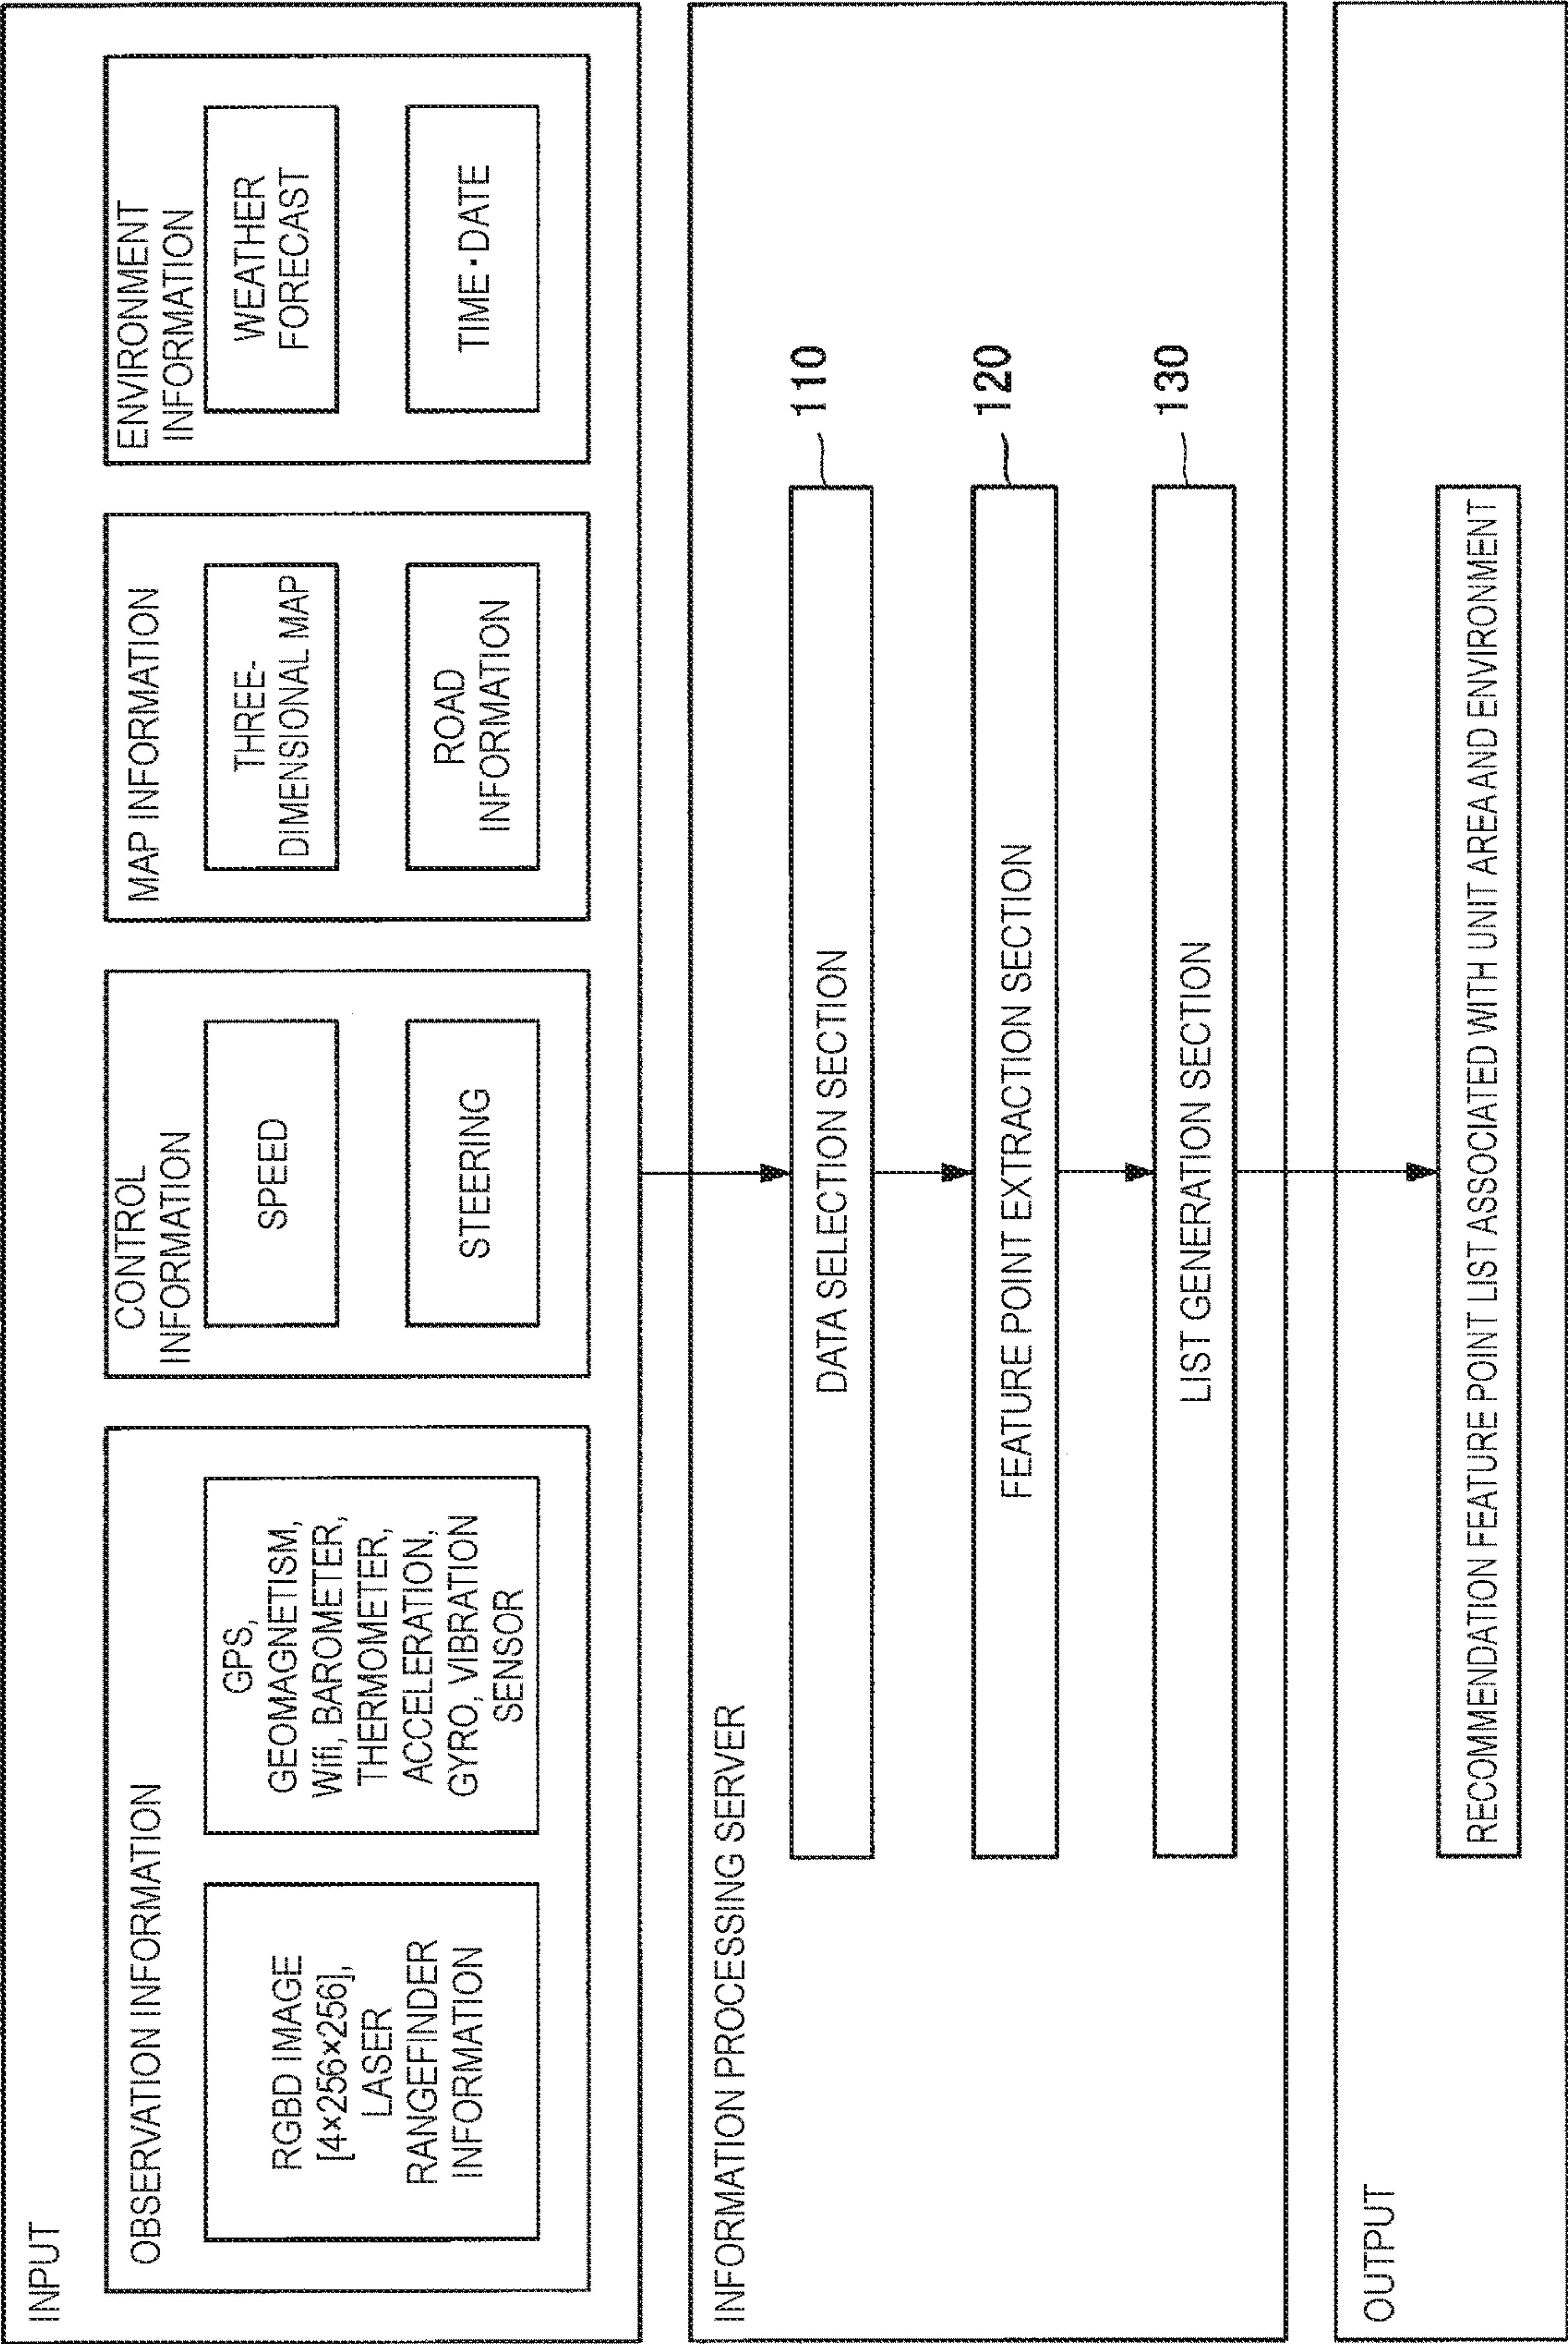 INPUT
OBSERVATION INFORMATION
RGBD IMAGE
[4×256×256],
LASER
RANGEFINDER
INFORMATION
GPS,
GEOMAGNETISM,
Wifi, BAROMETER,
THERMOMETER,
ACCELERATION,
GYRO, VIBRATION
SENSOR
CONTROL
INFORMATION
SPEED
STEERING
MAP INFORMATION
THREE-
DIMENSIONAL MAP
ROAD
INFORMATION
ENVIRONMENT
INFORMATION
WEATHER
FORECAST
TIME・DATE
INFORMATION PROCESSING SERVER
DATA SELECTION SECTION
110
FEATURE POINT EXTRACTION SECTION
120
LIST GENERATION SECTION
130
OUTPUT
RECOMMENDATION FEATURE POINT LIST ASSOCIATED WITH UNIT AREA AND ENVIRONMENT